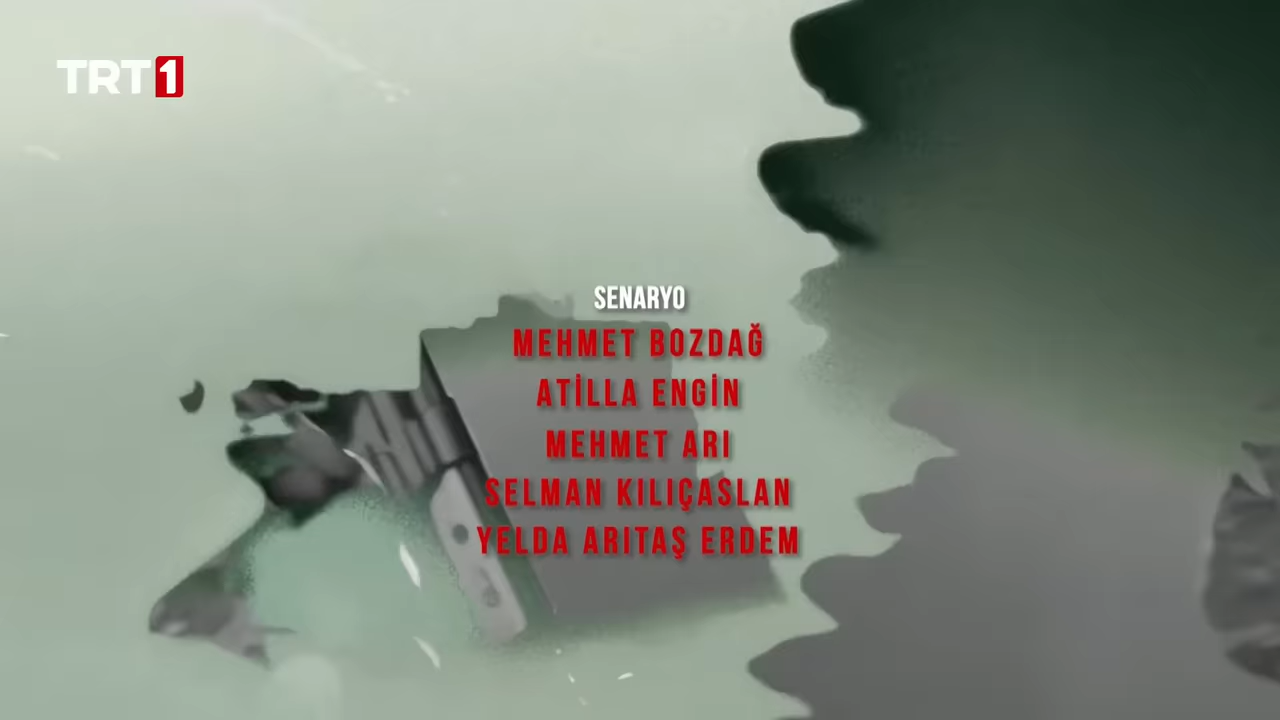 TRT1
SENARYO
MEHMET BOZDAĞ
ATİLLA ENGİN
MEHMET ARI
SELMAN KILIÇASLAN
YELDA ARITAŞ ERDEM